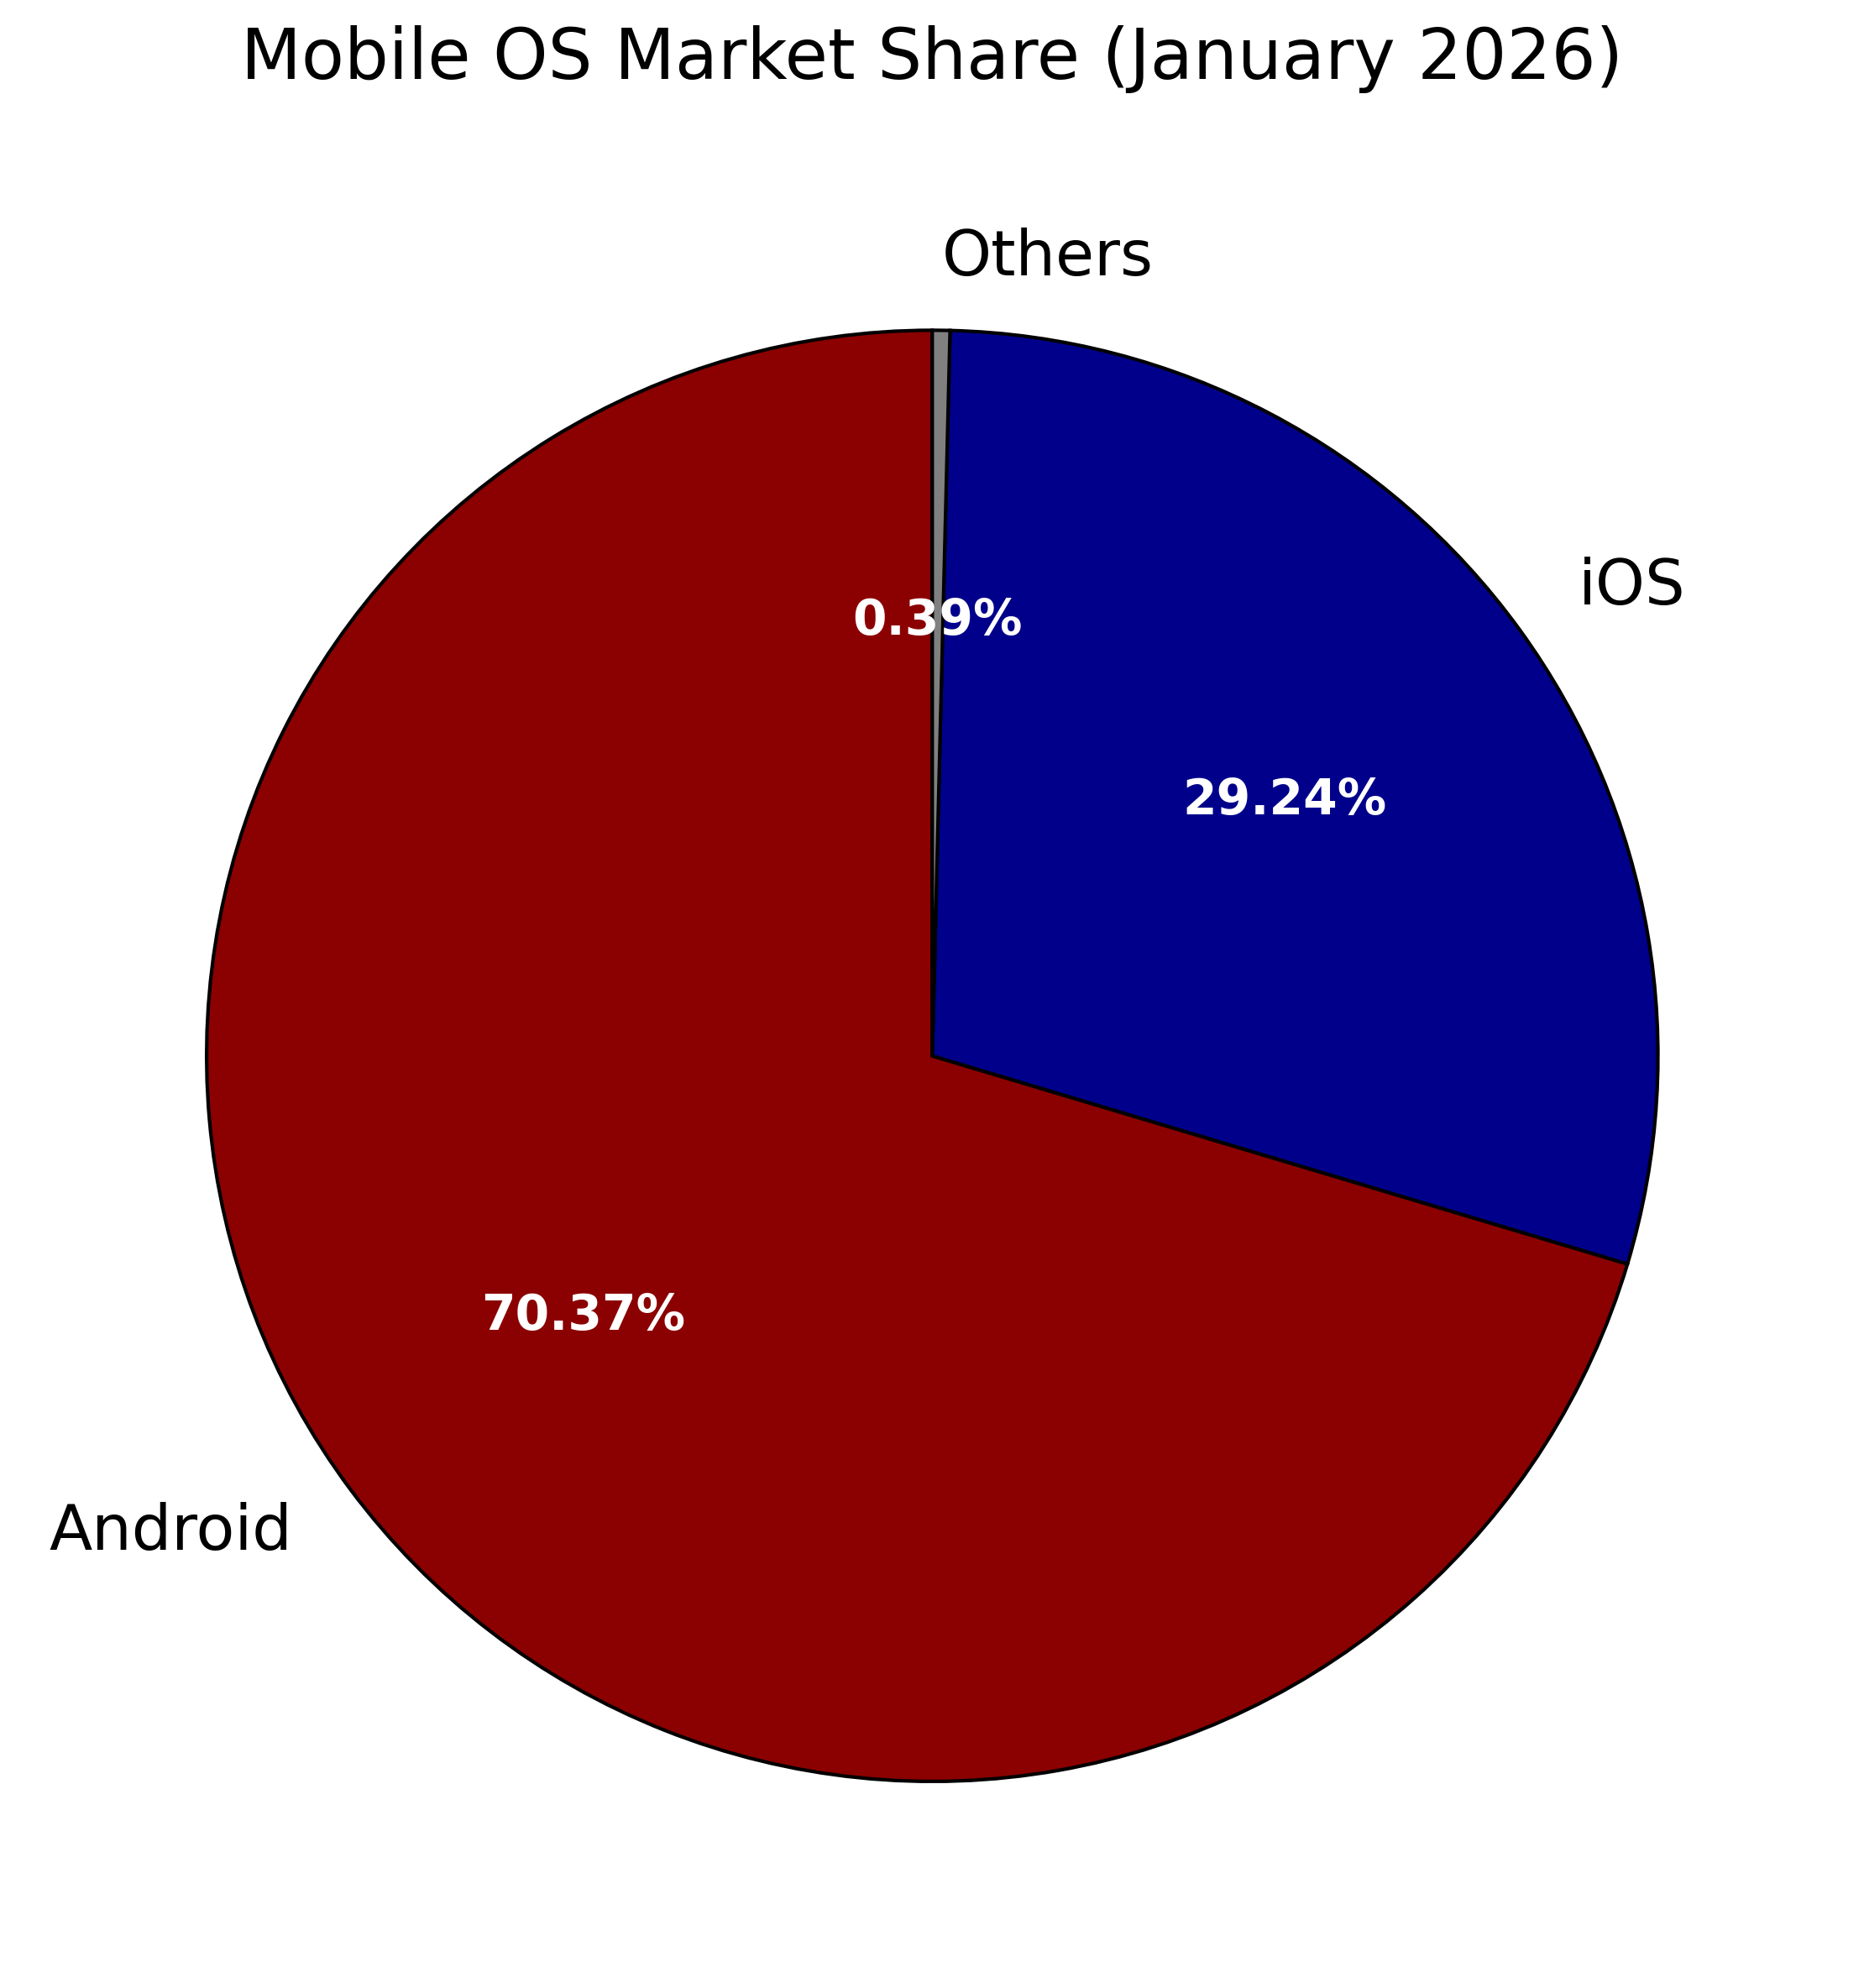 Mobile OS Market Share (January 2026)
Others
iOS
0.39%
29.24%
70.37%
Android